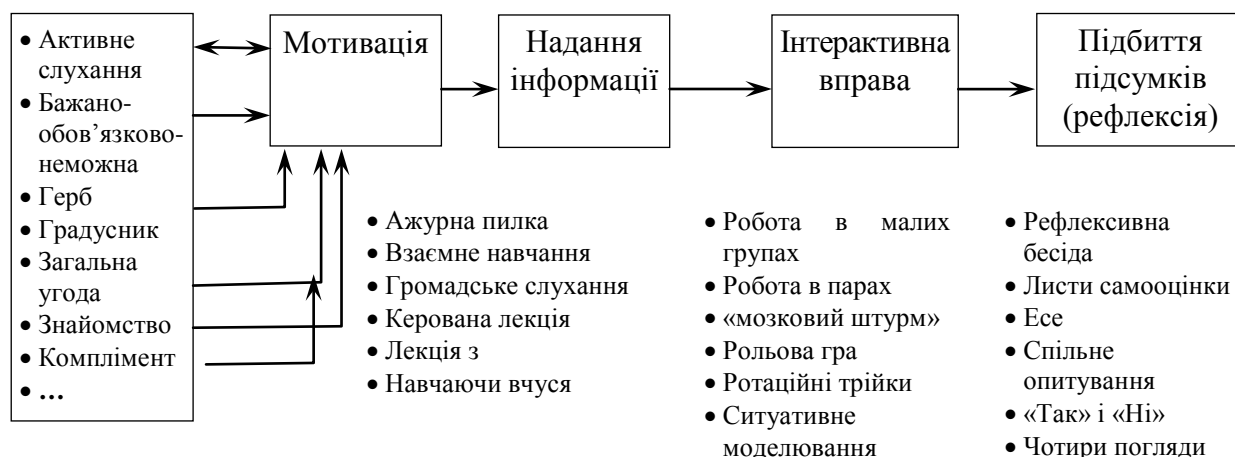 • Активне
слухання
• Бажано-
обов’язково-
неможна
• Герб
• Градусник
• Загальна
угода
• Знайомство
• Комплімент
• ...
Мотивація
Надання
інформації
Інтерактивна
вправа
Підбиття
підсумків
(рефлексія)
• Ажурна пилка
• Взаємне навчання
• Громадське слухання
• Керована лекція
• Лекція з
• Навчаючи вчуся
• Робота в малих
групах
• Робота в парах
• «мозковий штурм»
• Рольова гра
• Ротаційні трійки
• Ситуативне
моделювання
• Рефлексивна
бесіда
• Листи самооцінки
• Есе
• Спільне
опитування
• «Так» і «Ні»
• Чотири погляди